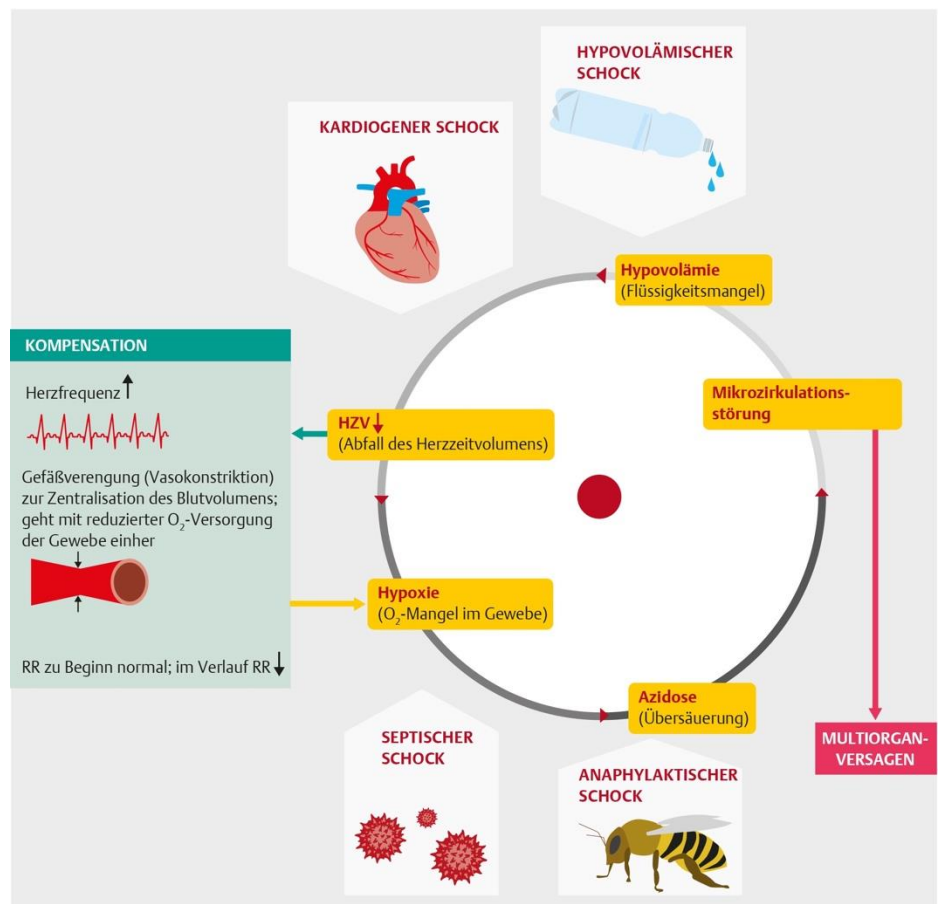 HYPOVOLÄMISCHER
SCHOCK
KARDIOGENER SCHOCK
Hypovolämie
(Flüssigkeitsmangel)
KOMPENSATION
Herzfrequenz ↑
Mikrozirkulations-
störung
HZV ↓
(Abfall des Herzzeitvolumens)
Gefäßverengung (Vasokonstriktion)
zur Zentralisation des Blutvolumens;
geht mit reduzierter O₂-Versorgung
der Gewebe einher
Hypoxie
(O₂-Mangel im Gewebe)
RR zu Beginn normal; im Verlauf RR ↓
Azidose
(Übersäuerung)
MULTIORGAN-
VERSAGEN
SEPTISCHER
SCHOCK
ANAPHYLAKTISCHER
SCHOCK